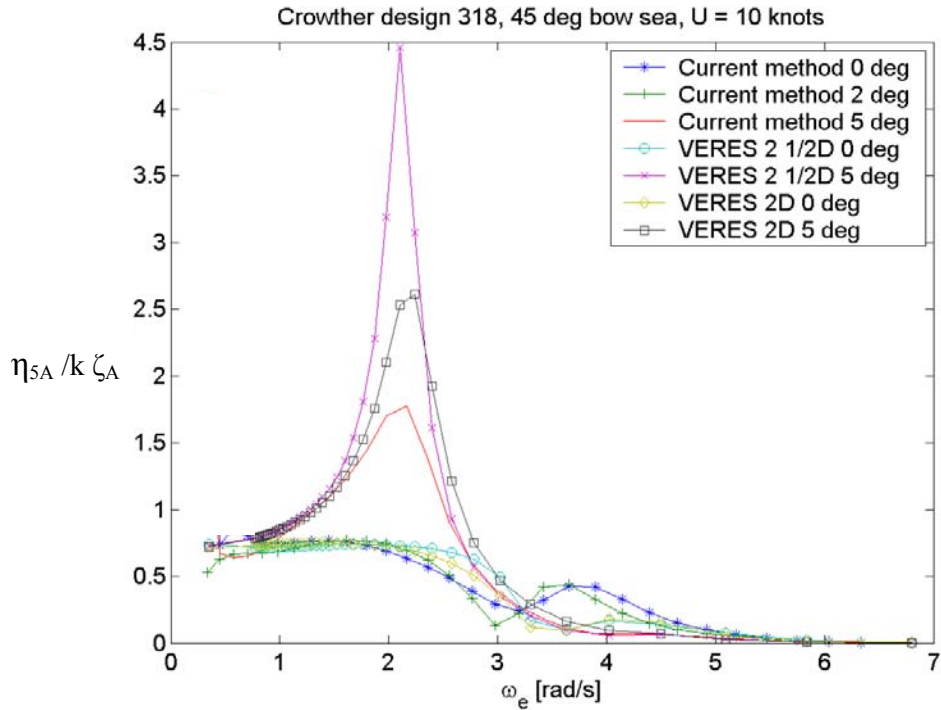 Crowther design 318, 45 deg bow sea, U = 10 knots
4.5
4
3.5
3
2.5
2
1.5
1
0.5
0
η5A /k ζA
Current method 0 deg
Current method 2 deg
Current method 5 deg
VERES 2 1/2D 0 deg
VERES 2 1/2D 5 deg
VERES 2D 0 deg
VERES 2D 5 deg
0 1 2 3 4 5 6 7
ωe [rad/s]